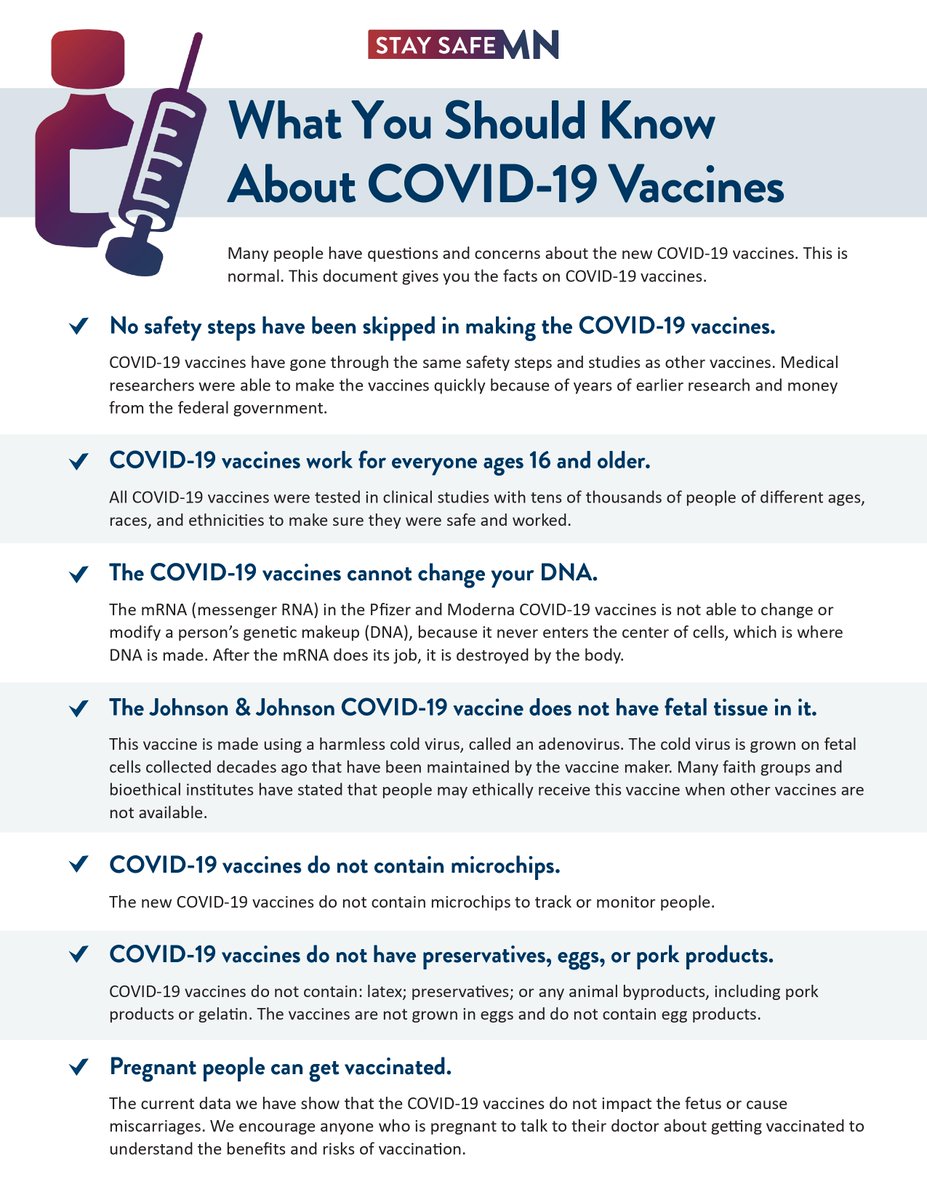 STAY SAFE MN
What You Should Know
About COVID-19 Vaccines
Many people have questions and concerns about the new COVID-19 vaccines. This is
normal. This document gives you the facts on COVID-19 vaccines.
No safety steps have been skipped in making the COVID-19 vaccines.
COVID-19 vaccines have gone through the same safety steps and studies as other vaccines. Medical
researchers were able to make the vaccines quickly because of years of earlier research and money
from the federal government.
COVID-19 vaccines work for everyone ages 16 and older.
All COVID-19 vaccines were tested in clinical studies with tens of thousands of people of different ages,
races, and ethnicities to make sure they were safe and worked.
The COVID-19 vaccines cannot change your DNA.
The mRNA (messenger RNA) in the Pfizer and Moderna COVID-19 vaccines is not able to change or
modify a person’s genetic makeup (DNA), because it never enters the center of cells, which is where
DNA is made. After the mRNA does its job, it is destroyed by the body.
The Johnson & Johnson COVID-19 vaccine does not have fetal tissue in it.
This vaccine is made using a harmless cold virus, called an adenovirus. The cold virus is grown on fetal
cells collected decades ago that have been maintained by the vaccine maker. Many faith groups and
bioethical institutes have stated that people may ethically receive this vaccine when other vaccines are
not available.
COVID-19 vaccines do not contain microchips.
The new COVID-19 vaccines do not contain microchips to track or monitor people.
COVID-19 vaccines do not have preservatives, eggs, or pork products.
COVID-19 vaccines do not contain: latex; preservatives; or any animal byproducts, including pork
products or gelatin. The vaccines are not grown in eggs and do not contain egg products.
Pregnant people can get vaccinated.
The current data we have show that the COVID-19 vaccines do not impact the fetus or cause
miscarriages. We encourage anyone who is pregnant to talk to their doctor about getting vaccinated to
understand the benefits and risks of vaccination.